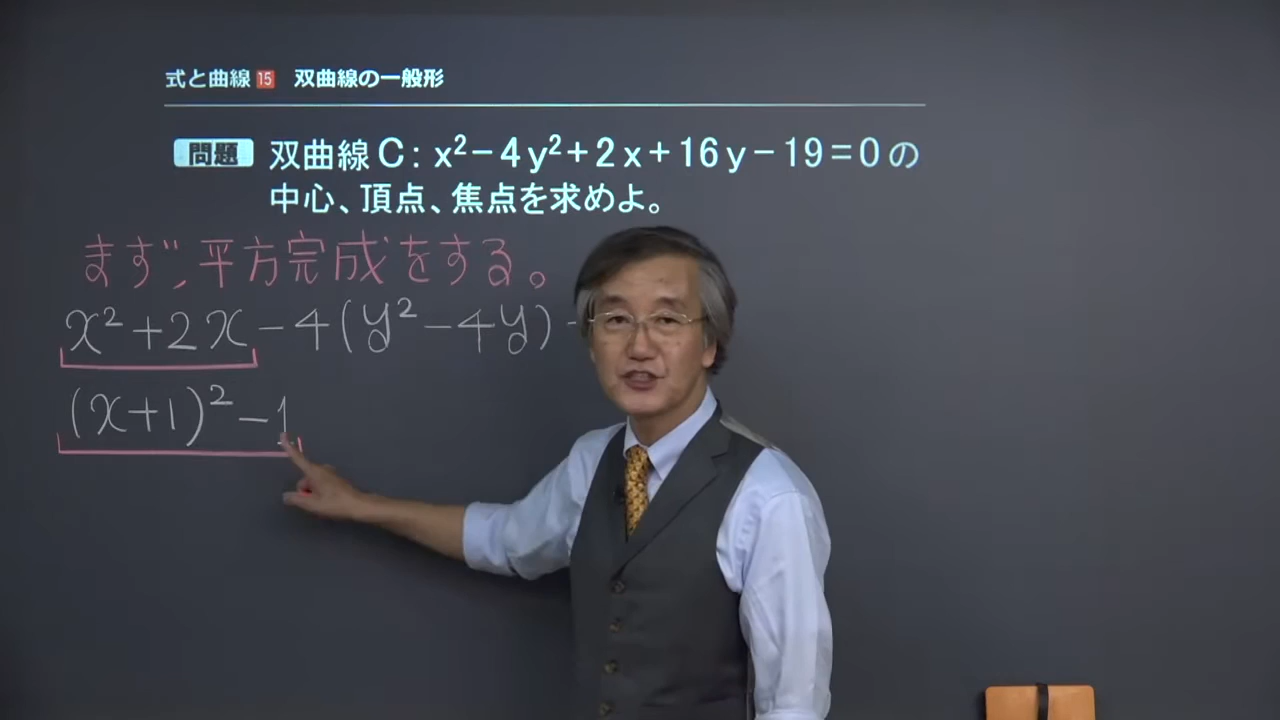 式と曲線 15 双曲線の一般形
問題 双曲線C: x²−4y²+2x+16y−19=0の
中心、頂点、焦点を求めよ。
まず、平方完成をする。
x²+2x−4(y²−4y)-
(x+1)²−1